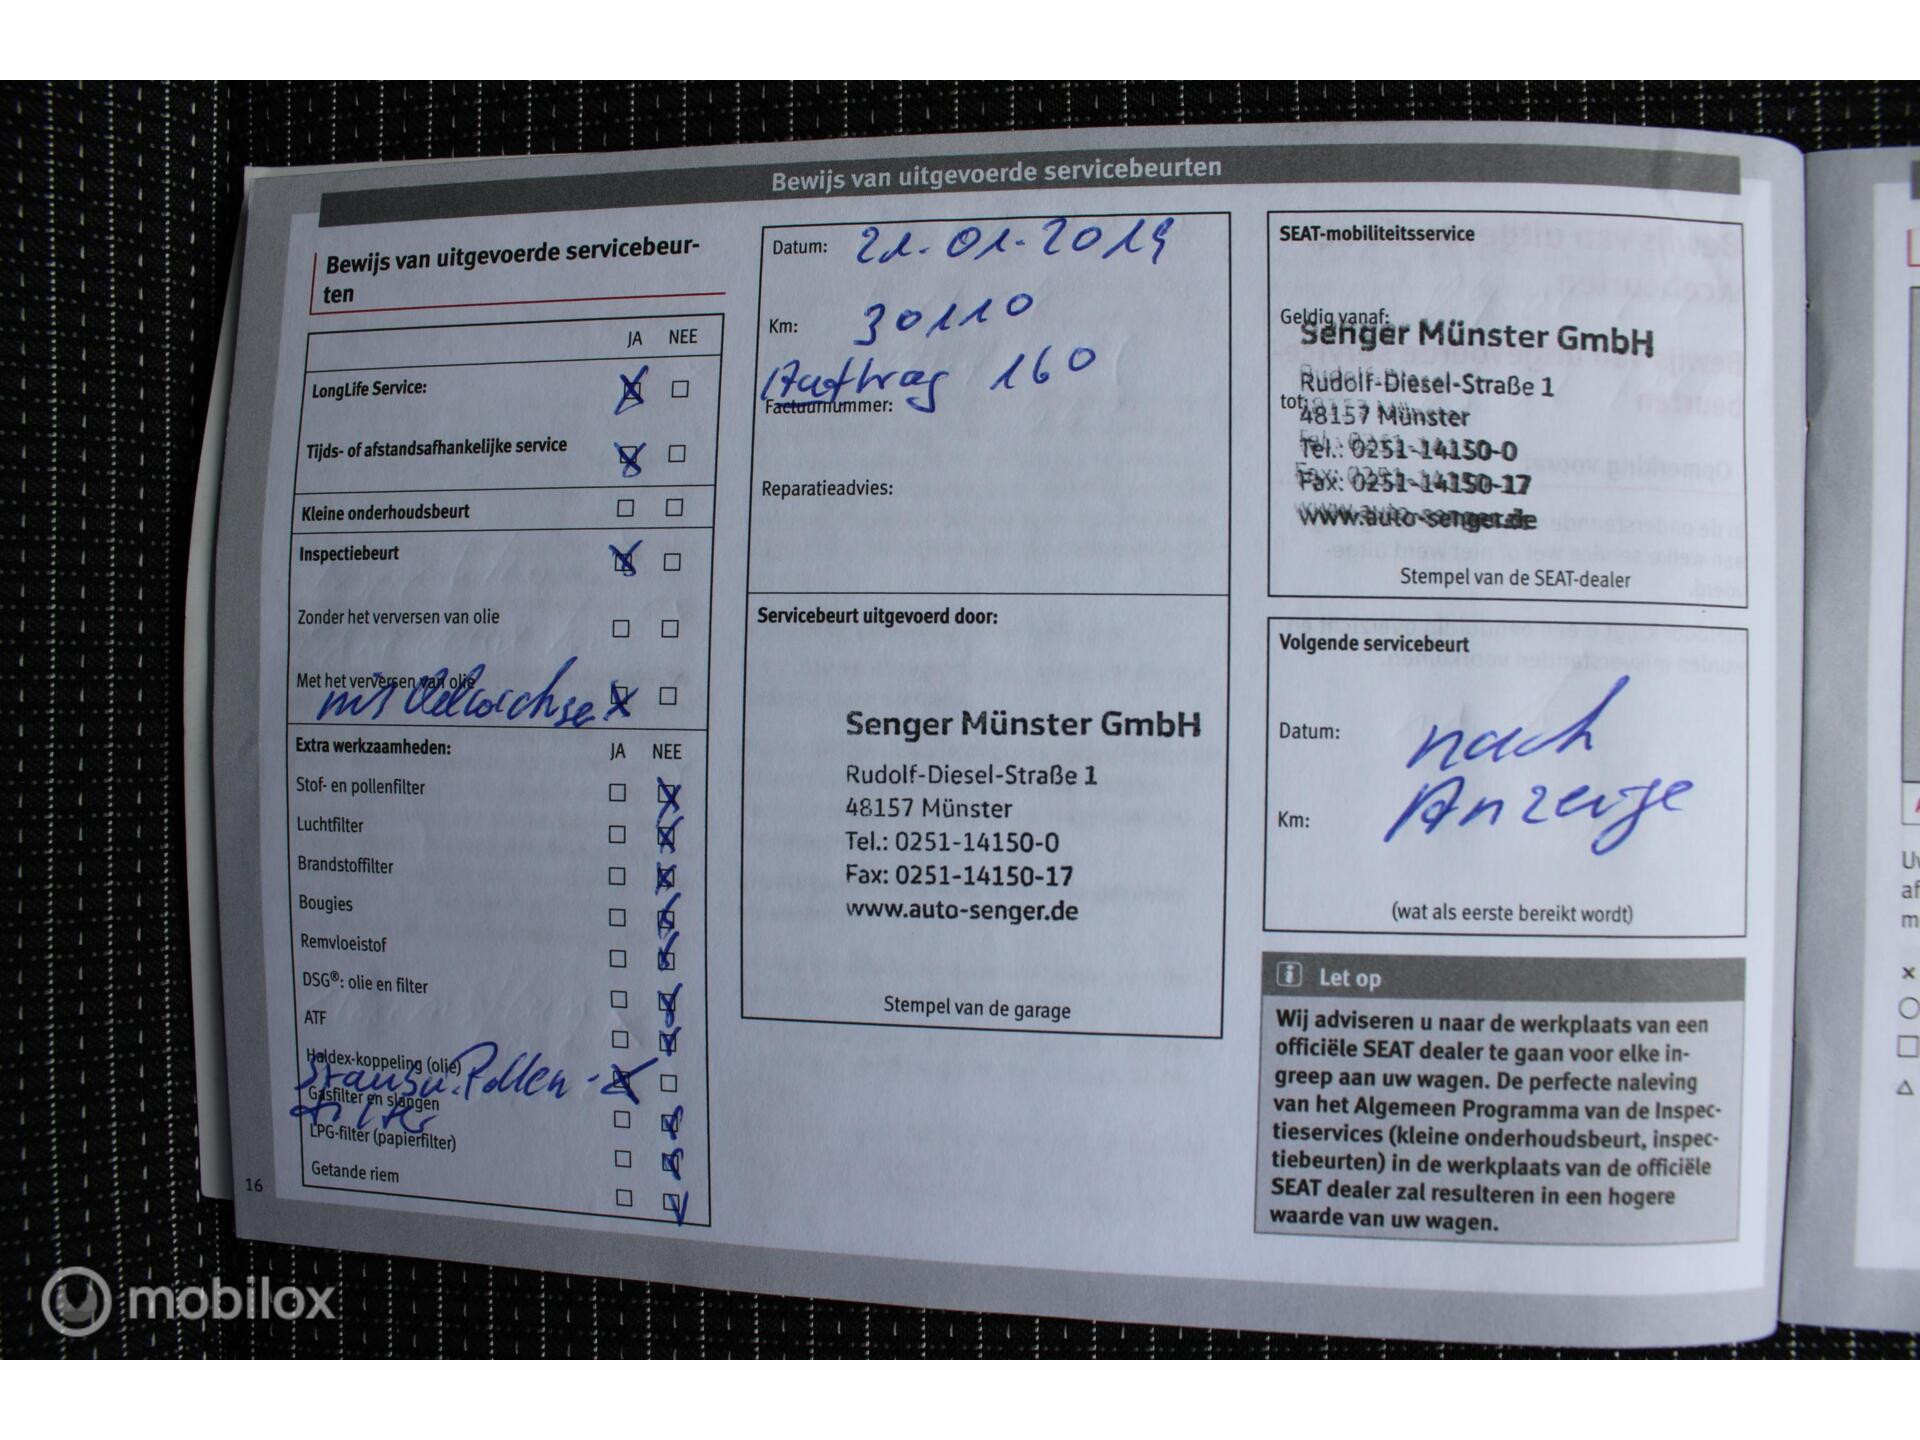 Bewijs van uitgevoerde servicebeurten
Bewijs van uitgevoerde servicebeur-
ten
JA NEE
LongLife Service:
Tijds- of afstandsafhankelijke service
Kleine onderhoudsbeurt
Inspectiebeurt
Zonder het verversen van olie
Met het verversen van olie
mit Ölwechsel
Extra werkzaamheden: JA NEE
Stof- en pollenfilter
Luchtfilter
Brandstoffilter
Bougies
Remvloeistof
DSG®: olie en filter
ATF
Haldex-koppeling (olie)
Staub u. Pollen-
Gasfilter en slangen
filter
LPG-filter (papierfilter)
Getande riem
16
Datum: 21.01.2019
Km: 30110
Auftrag 160
Factuurnummer:
Reparatieadvies:
Servicebeurt uitgevoerd door:
Senger Münster GmbH
Rudolf-Diesel-Straße 1
48157 Münster
Tel.: 0251-14150-0
Fax: 0251-14150-17
www.auto-senger.de
Stempel van de garage
SEAT-mobiliteitsservice
Geldig vanaf:
Senger Münster GmbH
Rudolf-Diesel-Straße 1
tot:
48157 Münster
Tel.: 0251-14150-0
Fax: 0251-14150-17
www.auto-senger.de
Stempel van de SEAT-dealer
Volgende servicebeurt
Datum: nach
Km: Anzeige
(wat als eerste bereikt wordt)
i Let op
Wij adviseren u naar de werkplaats van een
officiële SEAT dealer te gaan voor elke in-
greep aan uw wagen. De perfecte naleving
van het Algemeen Programma van de Inspec-
tieservices (kleine onderhoudsbeurt, inspec-
tiebeurten) in de werkplaats van de officiële
SEAT dealer zal resulteren in een hogere
waarde van uw wagen.
mobilox